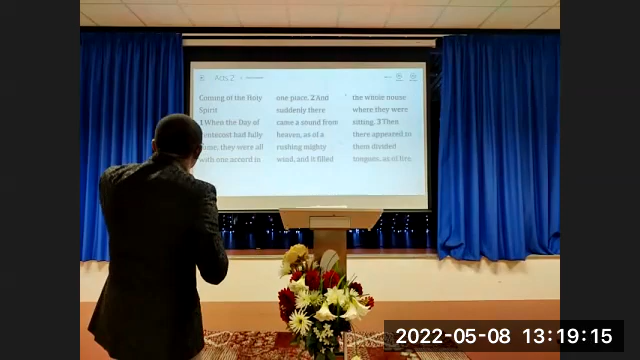 Acts 2
Coming of the Holy
Spirit
1 When the Day of
Pentecost had fully
come, they were all
with one accord in
one place. 2 And
suddenly there
came a sound from
heaven, as of a
rushing mighty
wind, and it filled
the whole house
where they were
sitting. 3 Then
there appeared to
them divided
tongues, as of fire,
2022-05-08 13:19:15